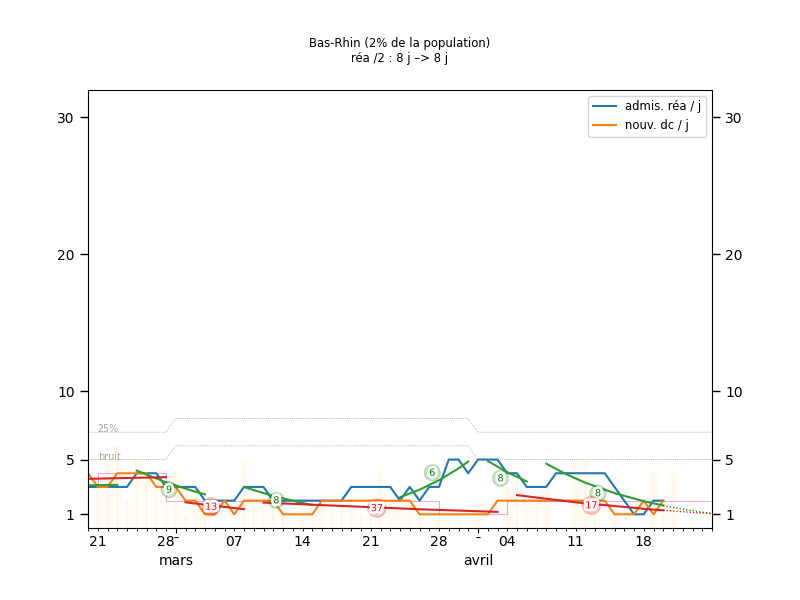 Bas-Rhin (2% de la population)
réa /2 : 8 j –> 8 j
admis. réa / j
nouv. dc / j
30 30
20 20
10 10
25%
bruit
5 5
6
8
9
8
8
13
37
17
1 1
21 28 - 07 14 21 28 - 04 11 18
mars avril